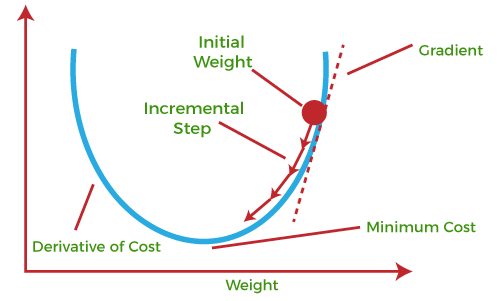 Initial
Weight
Gradient
Incremental
Step
Derivative of Cost
Minimum Cost
Weight